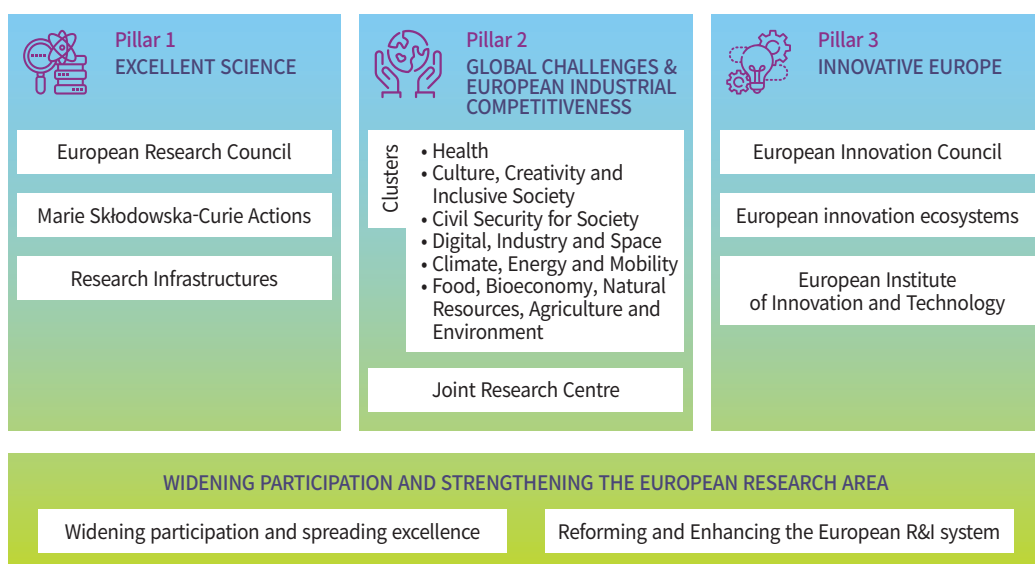 Pillar 1
EXCELLENT SCIENCE
European Research Council
Marie Skłodowska-Curie Actions
Research Infrastructures
Pillar 2
GLOBAL CHALLENGES &
EUROPEAN INDUSTRIAL
COMPETITIVENESS
Clusters
• Health
• Culture, Creativity and
Inclusive Society
• Civil Security for Society
• Digital, Industry and Space
• Climate, Energy and Mobility
• Food, Bioeconomy, Natural
Resources, Agriculture and
Environment
Joint Research Centre
Pillar 3
INNOVATIVE EUROPE
European Innovation Council
European innovation ecosystems
European Institute
of Innovation and Technology
WIDENING PARTICIPATION AND STRENGTHENING THE EUROPEAN RESEARCH AREA
Widening participation and spreading excellence
Reforming and Enhancing the European R&I system